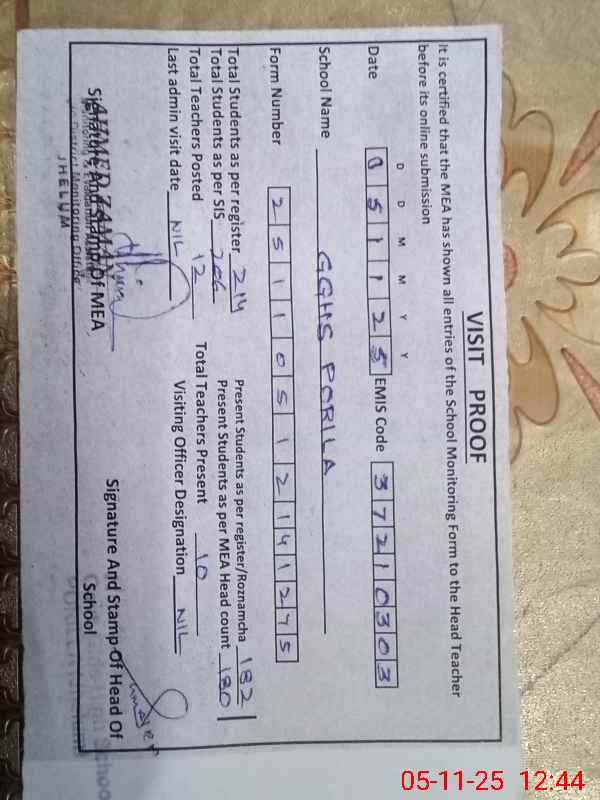 VISIT PROOF
It is certified that the MEA has shown all entries of the School Monitoring Form to the Head Teacher
before its online submission
D D M M Y Y
Date 0 5 1 1 2 5 EMIS Code 3 7 2 1 0 3 0 3
School Name GGHS PORILA
Form Number 2 5 1 1 0 5 1 2 1 4 1 2 7 5
Total Students as per register 214 Present Students as per register/Roznamcha 182
Total Students as per SIS 206 Present Students as per MEA Head count 180
Total Teachers Posted 12 Total Teachers Present 10
Last admin visit date NIL Visiting Officer Designation NIL
Signature And Stamp Of MEA Signature And Stamp Of Head Of
School
AHMED ZAMAN
District Monitoring Officer
JHELUM
05-11-25 12:44